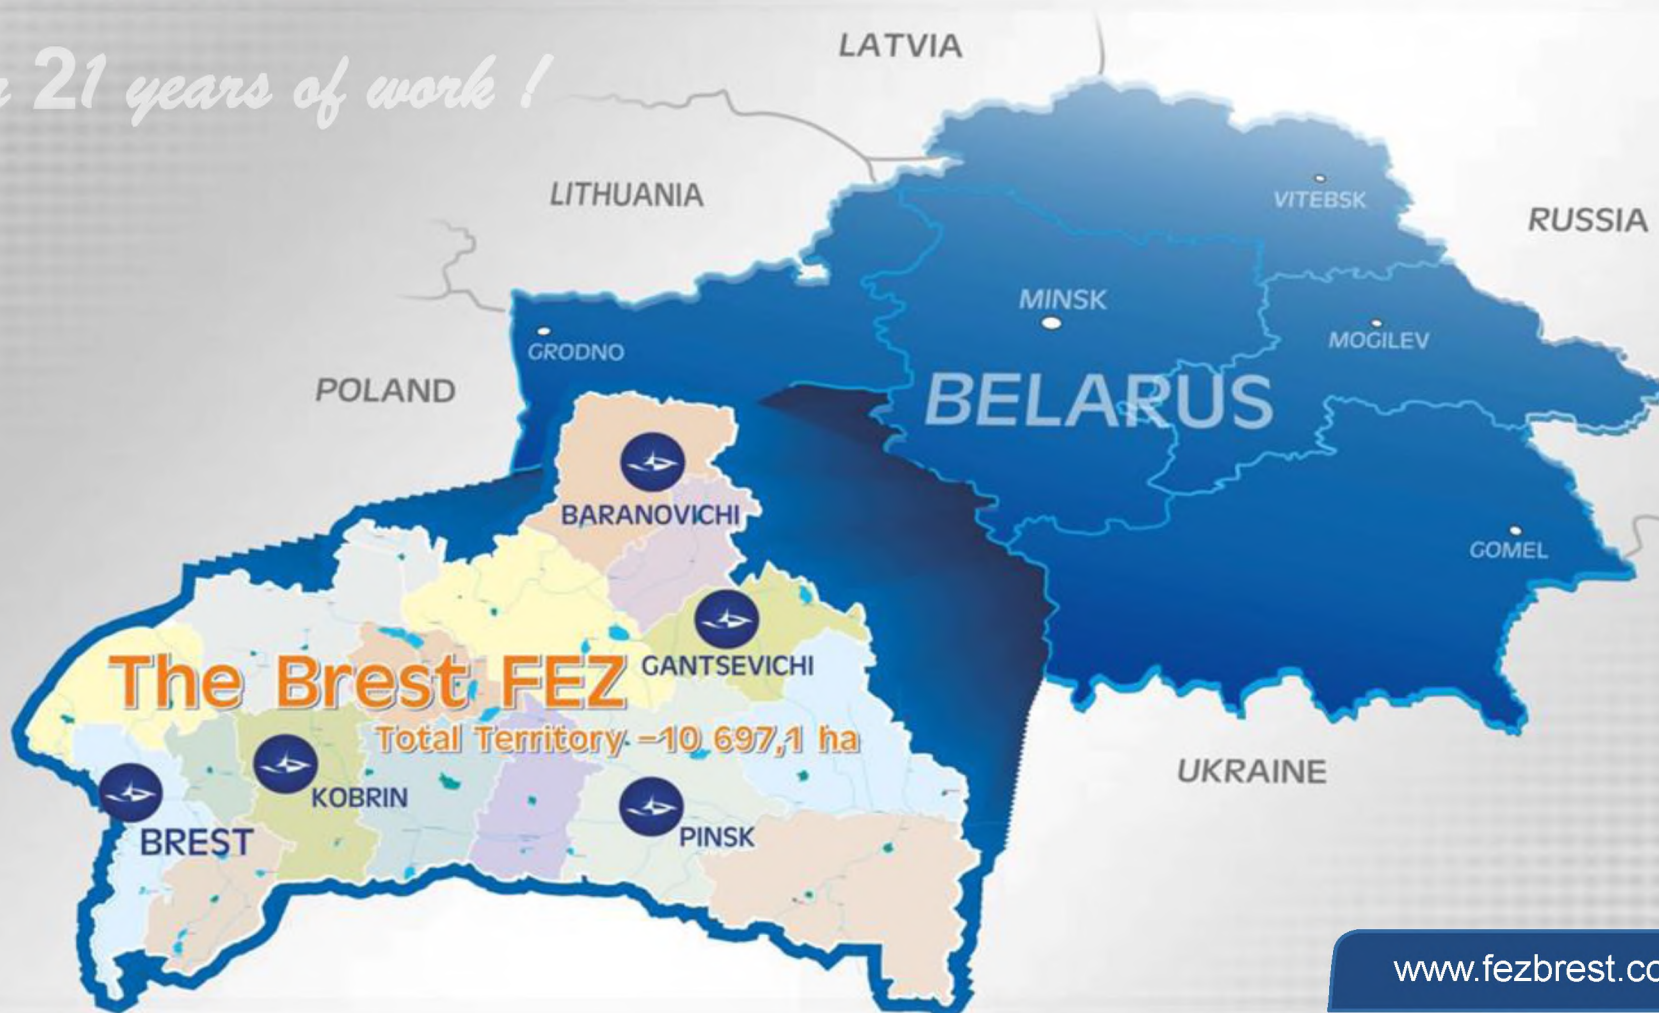 21 years of work !
LATVIA
LITHUANIA
VITEBSK
RUSSIA
MINSK
MOGILEV
GRODNO
POLAND
BELARUS
BARANOVICHI
GOMEL
The Brest FEZ
GANTSEVICHI
Total Territory -10 697,1 ha
UKRAINE
KOBRIN
BREST
PINSK
www.fezbrest.co